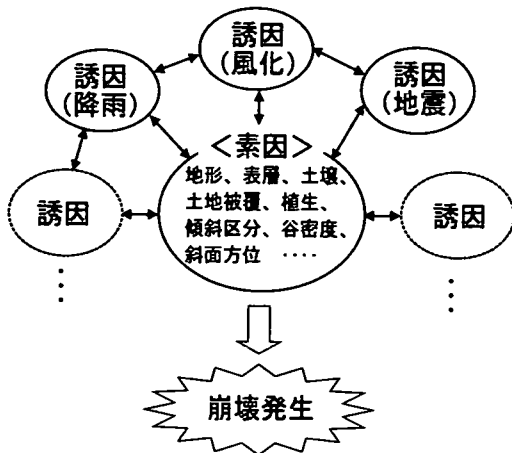 誘因
(風化)
誘因
(降雨)
誘因
(地震)
<素因>
地形、表層、土壌、
土地被覆、植生、
傾斜区分、谷密度、
斜面方位 ････
誘因
誘因
崩壊発生